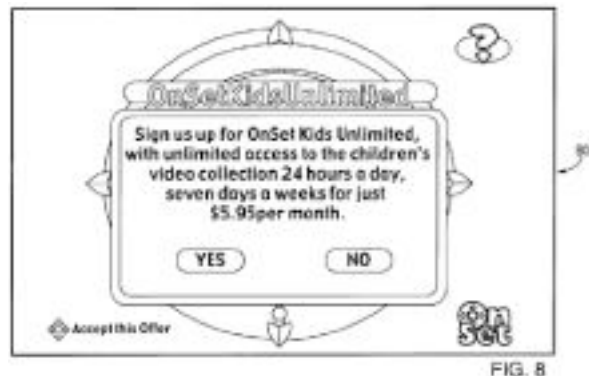 ?
OnSetKidsUnlimited
Sign us up for OnSet Kids Unlimited,
with unlimited access to the children's
video collection 24 hours a day,
seven days a weeks for just
$5.95per month.
YES NO
Accept this Offer
On
Set
FIG. 8